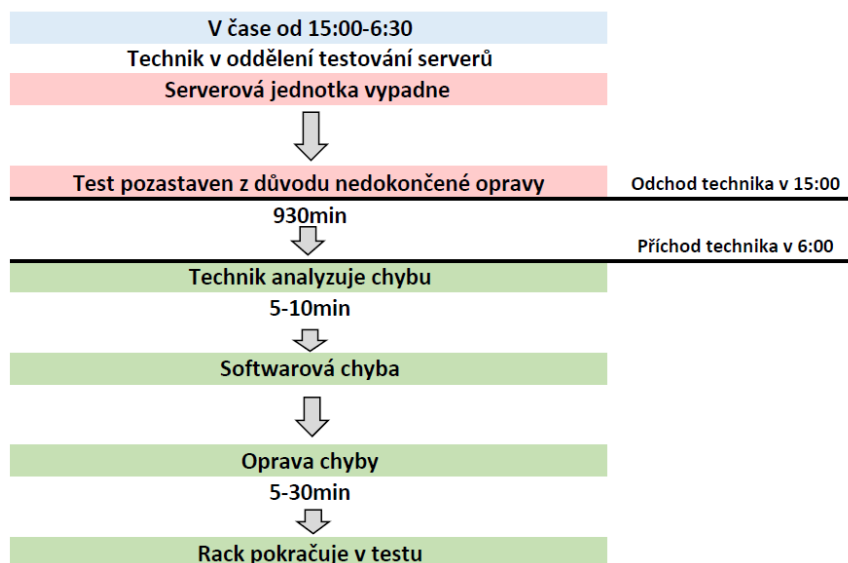 V čase od 15:00-6:30
Technik v oddělení testování serverů
Serverová jednotka vypadne
Test pozastaven z důvodu nedokončené opravy
Odchod technika v 15:00
930min
Příchod technika v 6:00
Technik analyzuje chybu
5-10min
Softwarová chyba
Oprava chyby
5-30min
Rack pokračuje v testu